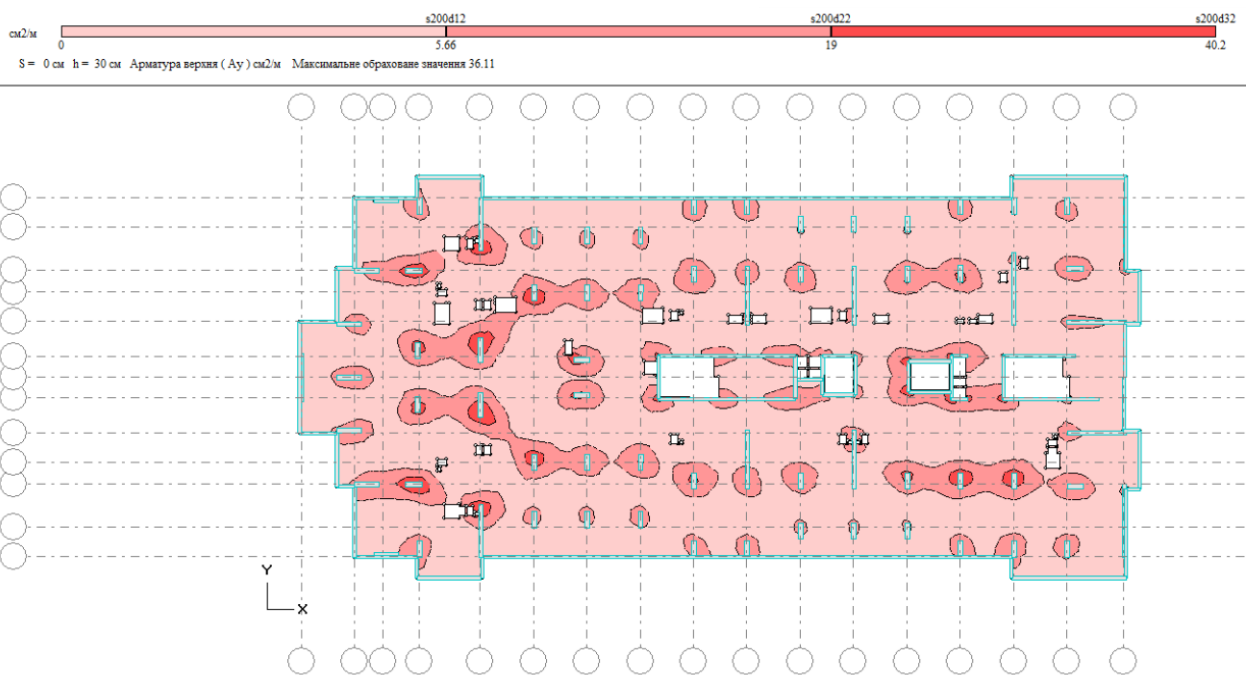 s200d12 s200d22 s200d32
см2/м
0 5.66 19 40.2
S = 0 см h = 30 см Арматура верхня ( Ay ) см2/м Максимальне обраховане значення 36.11
Y
X